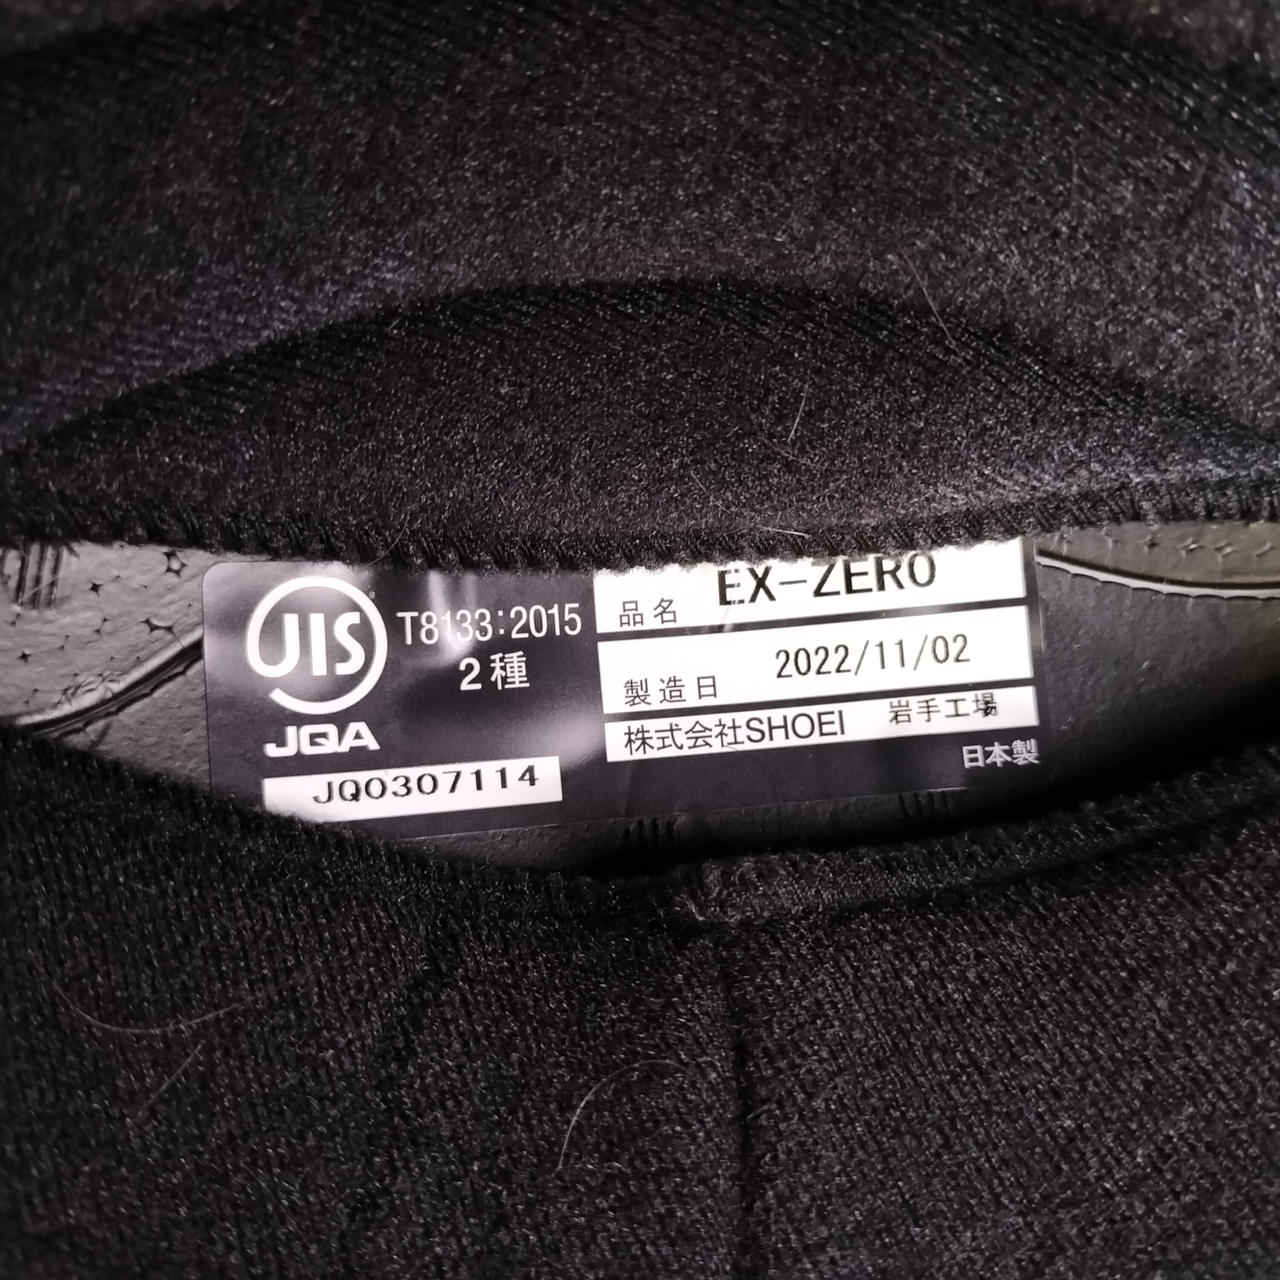 JIS
T8133:2015
2種
JQA
JQ0307114
品名 EX-ZERO
製造日 2022/11/02
株式会社SHOEI 岩手工場
日本製